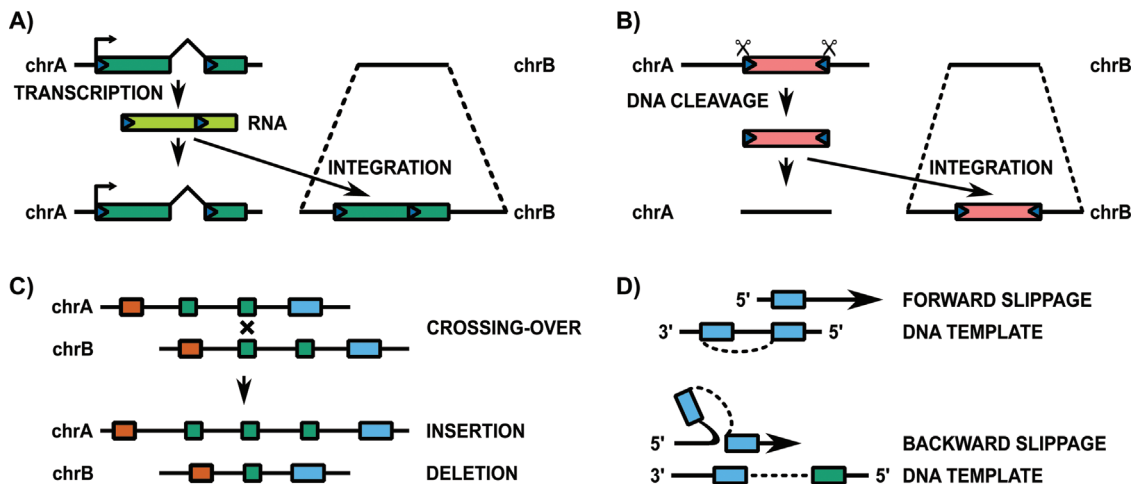 A)
chrA
chrB
TRANSCRIPTION
RNA
INTEGRATION
chrA
chrB
B)
chrA
chrB
DNA CLEAVAGE
INTEGRATION
chrA
chrB
C)
chrA
CROSSING-OVER
chrB
chrA
INSERTION
chrB
DELETION
D)
5' FORWARD SLIPPAGE
3' 5' DNA TEMPLATE
5' BACKWARD SLIPPAGE
3' 5' DNA TEMPLATE